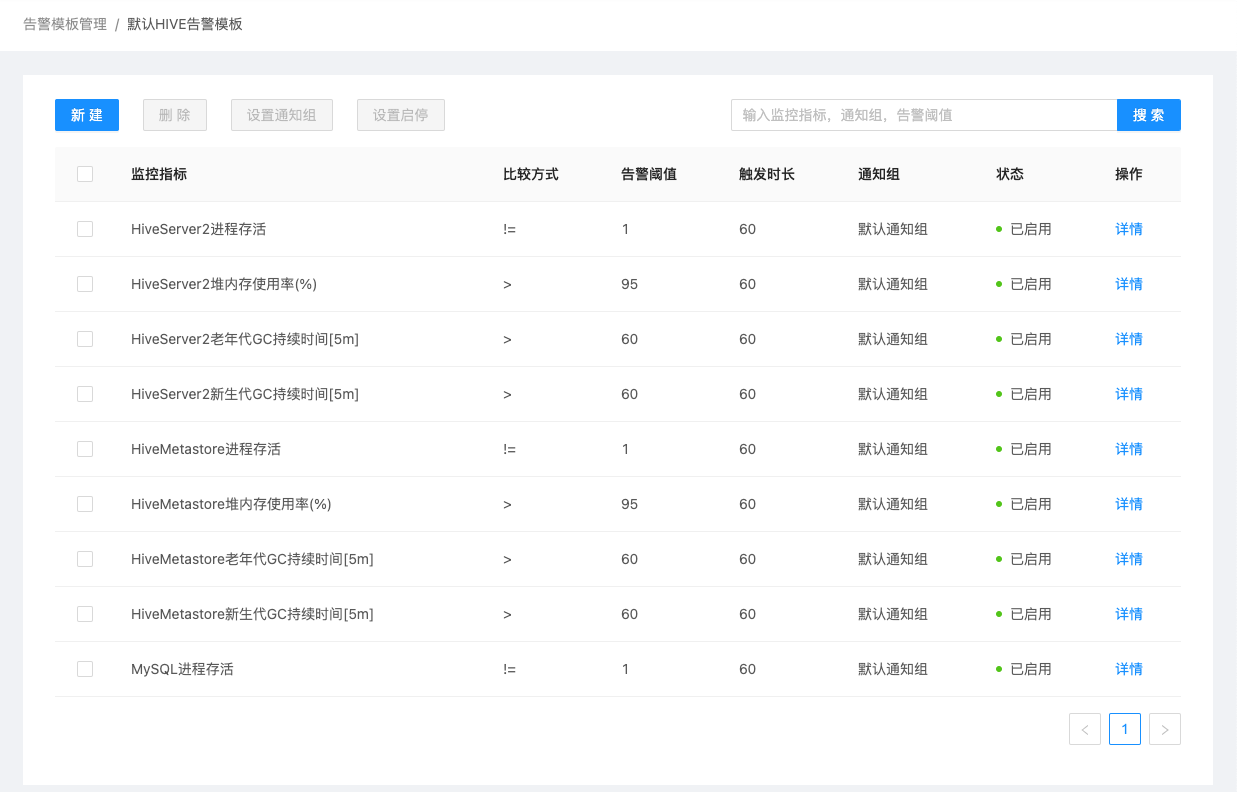 告警模板管理 / 默认HIVE告警模板
新 建 删 除 设置通知组 设置启停 输入监控指标，通知组，告警阈值 搜 索
监控指标 比较方式 告警阈值 触发时长 通知组 状态 操作
HiveServer2进程存活 != 1 60 默认通知组 已启用 详情
HiveServer2堆内存使用率(%) > 95 60 默认通知组 已启用 详情
HiveServer2老年代GC持续时间[5m] > 60 60 默认通知组 已启用 详情
HiveServer2新生代GC持续时间[5m] > 60 60 默认通知组 已启用 详情
HiveMetastore进程存活 != 1 60 默认通知组 已启用 详情
HiveMetastore堆内存使用率(%) > 95 60 默认通知组 已启用 详情
HiveMetastore老年代GC持续时间[5m] > 60 60 默认通知组 已启用 详情
HiveMetastore新生代GC持续时间[5m] > 60 60 默认通知组 已启用 详情
MySQL进程存活 != 1 60 默认通知组 已启用 详情
< 1 >